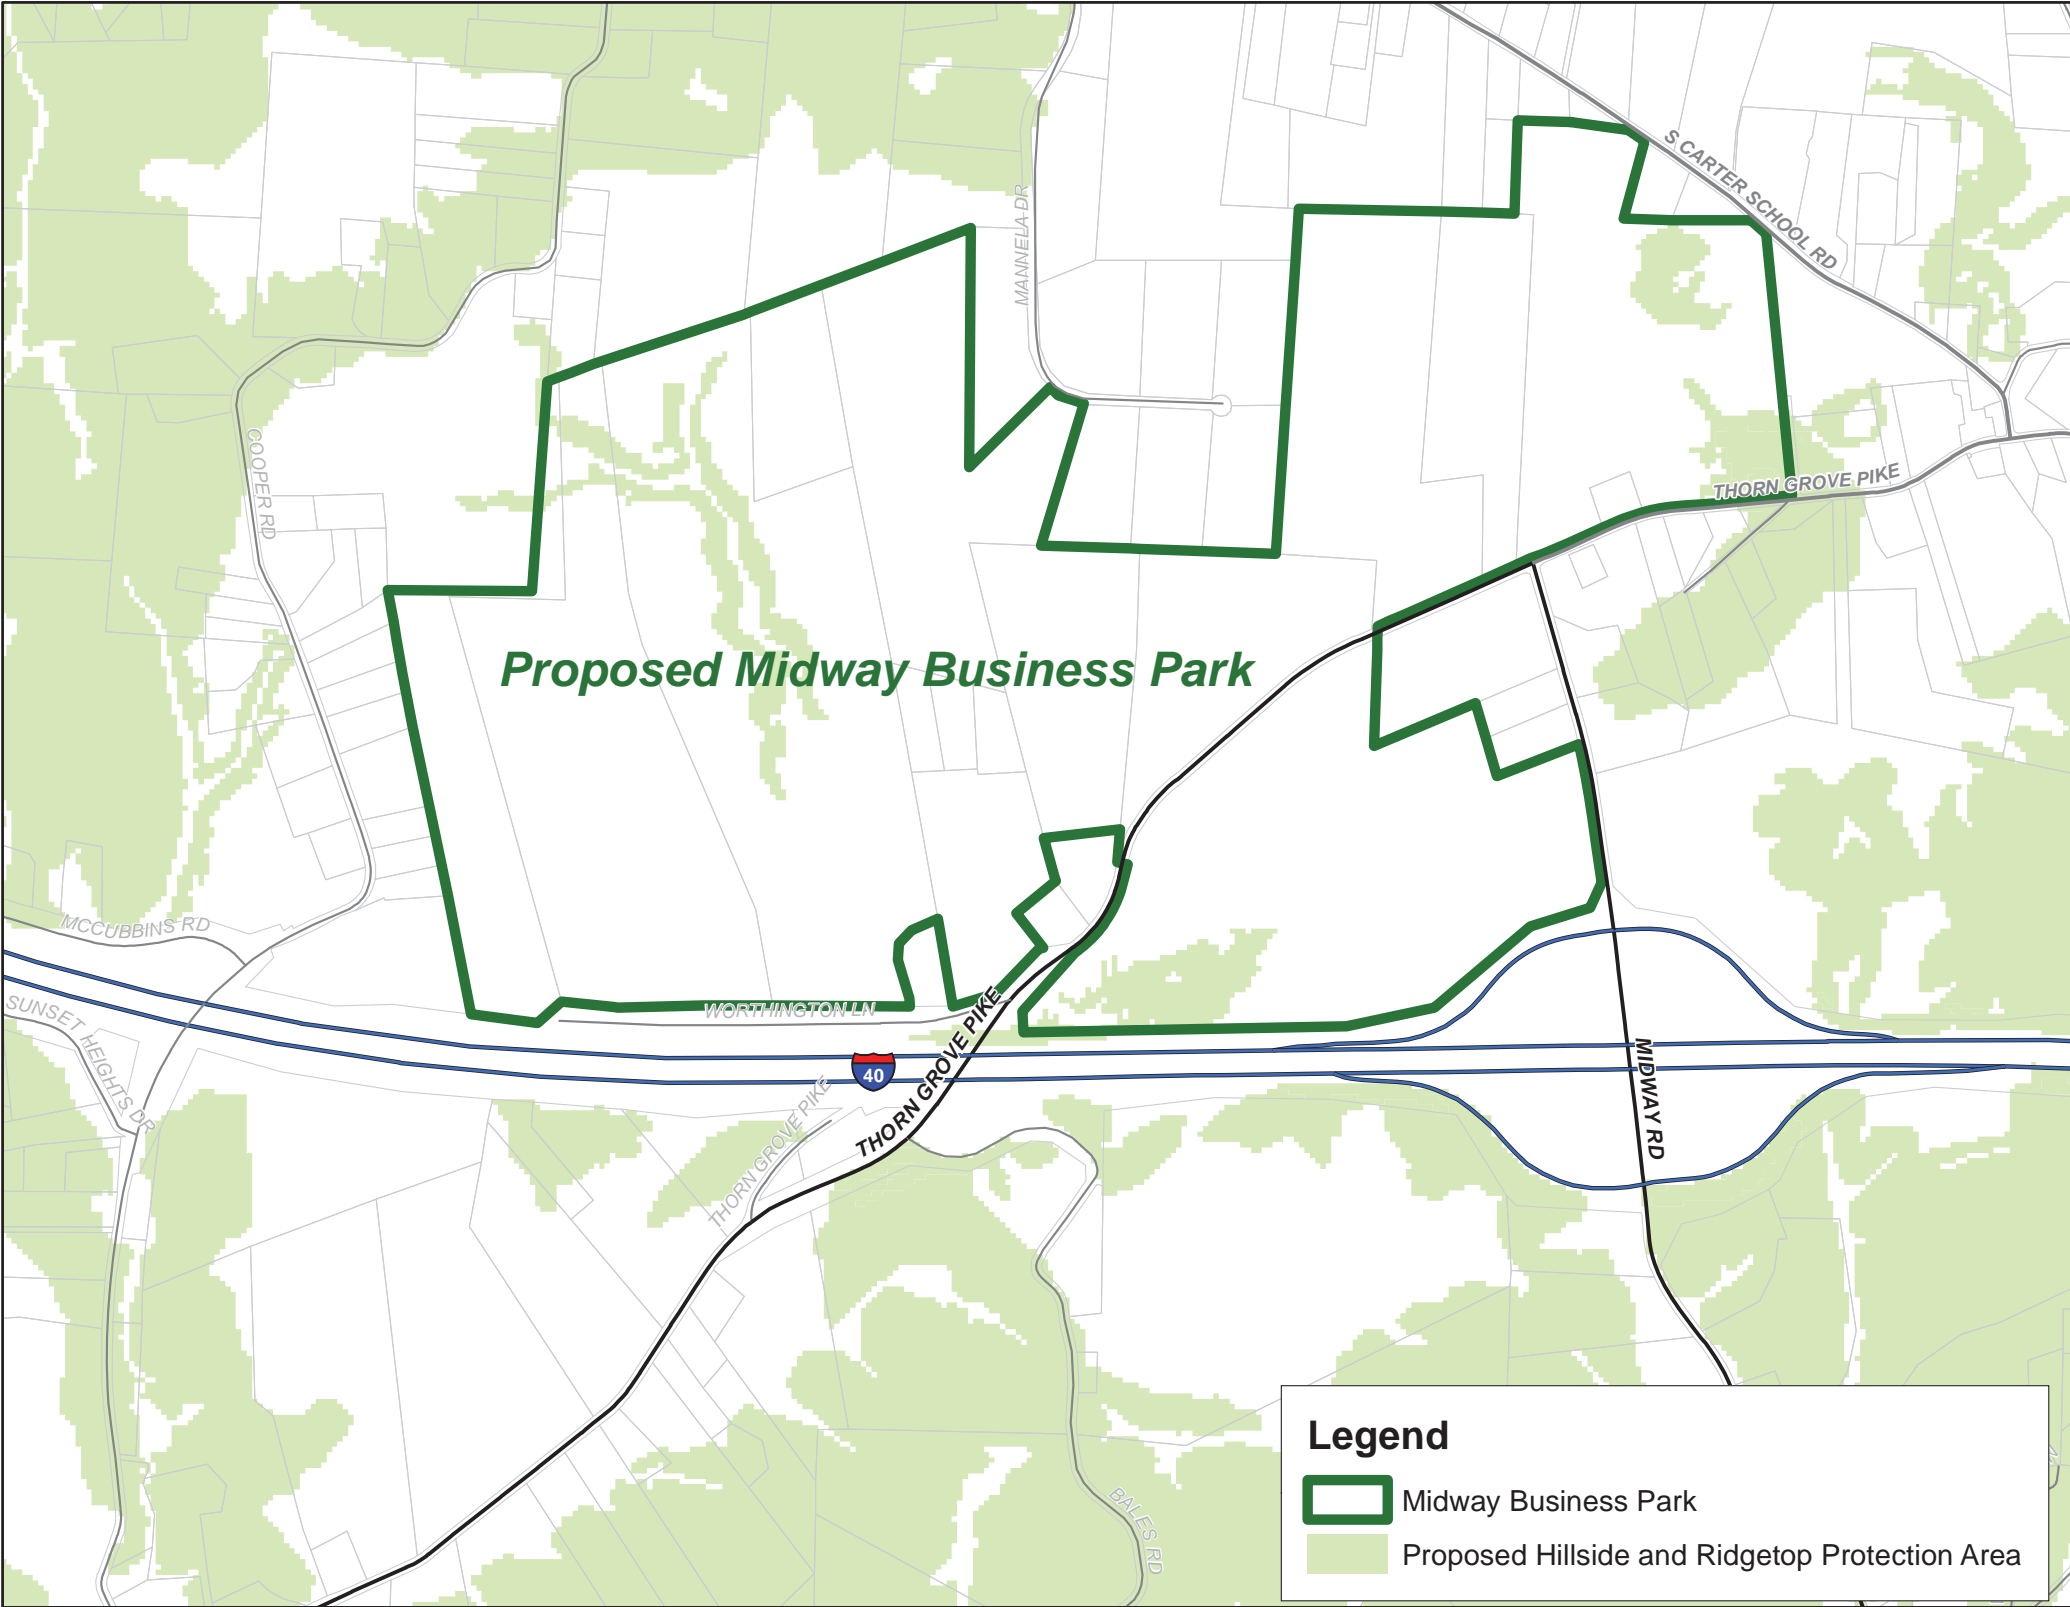 S CARTER SCHOOL RD
MANNELA DR
COOPER RD
THORN GROVE PIKE
Proposed Midway Business Park
MCCUBBINS RD
SUNSET HEIGHTS DR
WORTHINGTON LN
THORN GROVE PIKE
40
THORN GROVE PIKE
MIDWAY RD
BALES RD
Legend
Midway Business Park
Proposed Hillside and Ridgetop Protection Area